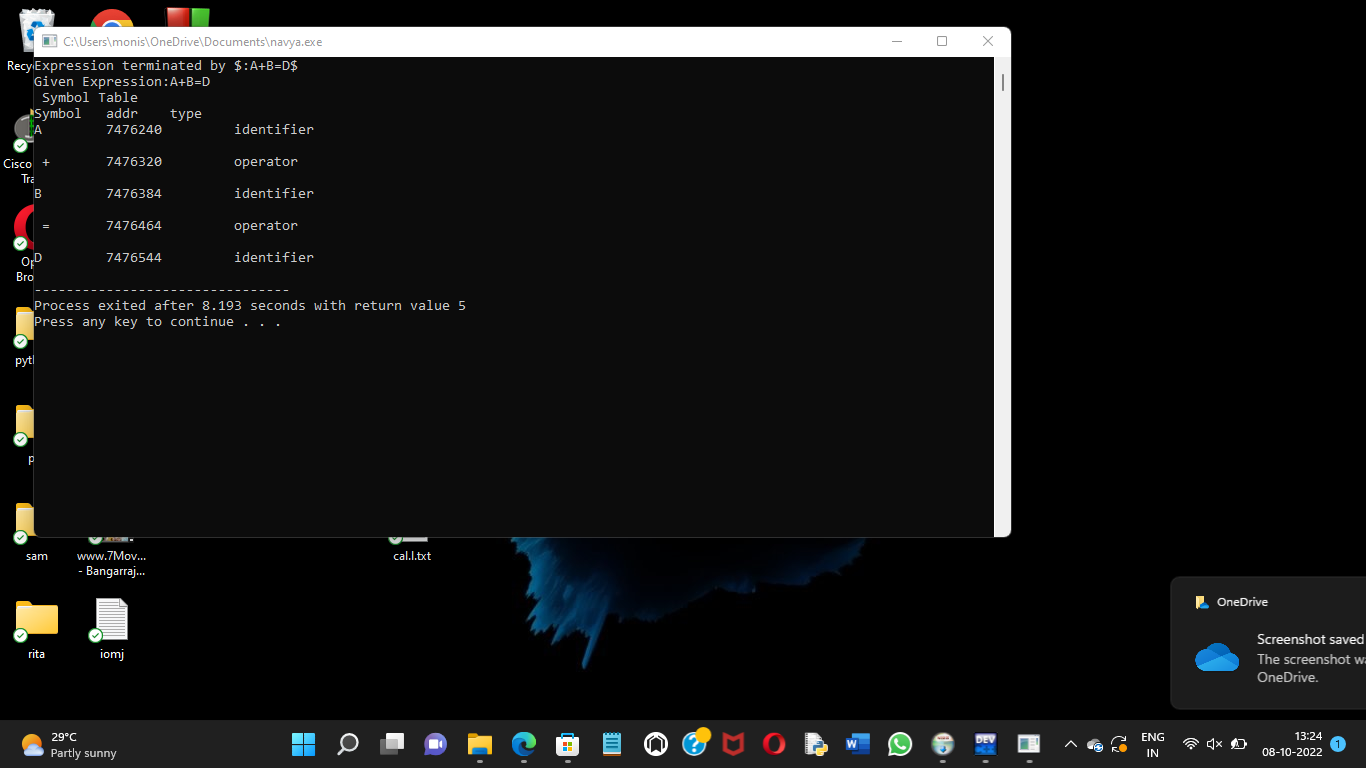 C:\Users\monis\OneDrive\Documents\navya.exe
Expression terminated by $:A+B=D$
Given Expression:A+B=D
Symbol Table
Symbol addr type
A 7476240 identifier
+ 7476320 operator
B 7476384 identifier
= 7476464 operator
D 7476544 identifier
--------------------------------
Process exited after 8.193 seconds with return value 5
Press any key to continue . . .
Recy
Cisco
Tra
Op
Bro
pyt
p
sam
www.7Mov...
- Bangarraj...
cal.l.txt
rita
iomj
OneDrive
Screenshot saved
The screenshot wa
OneDrive.
29°C
Partly sunny
DEV
ENG
IN
13:24
08-10-2022
1